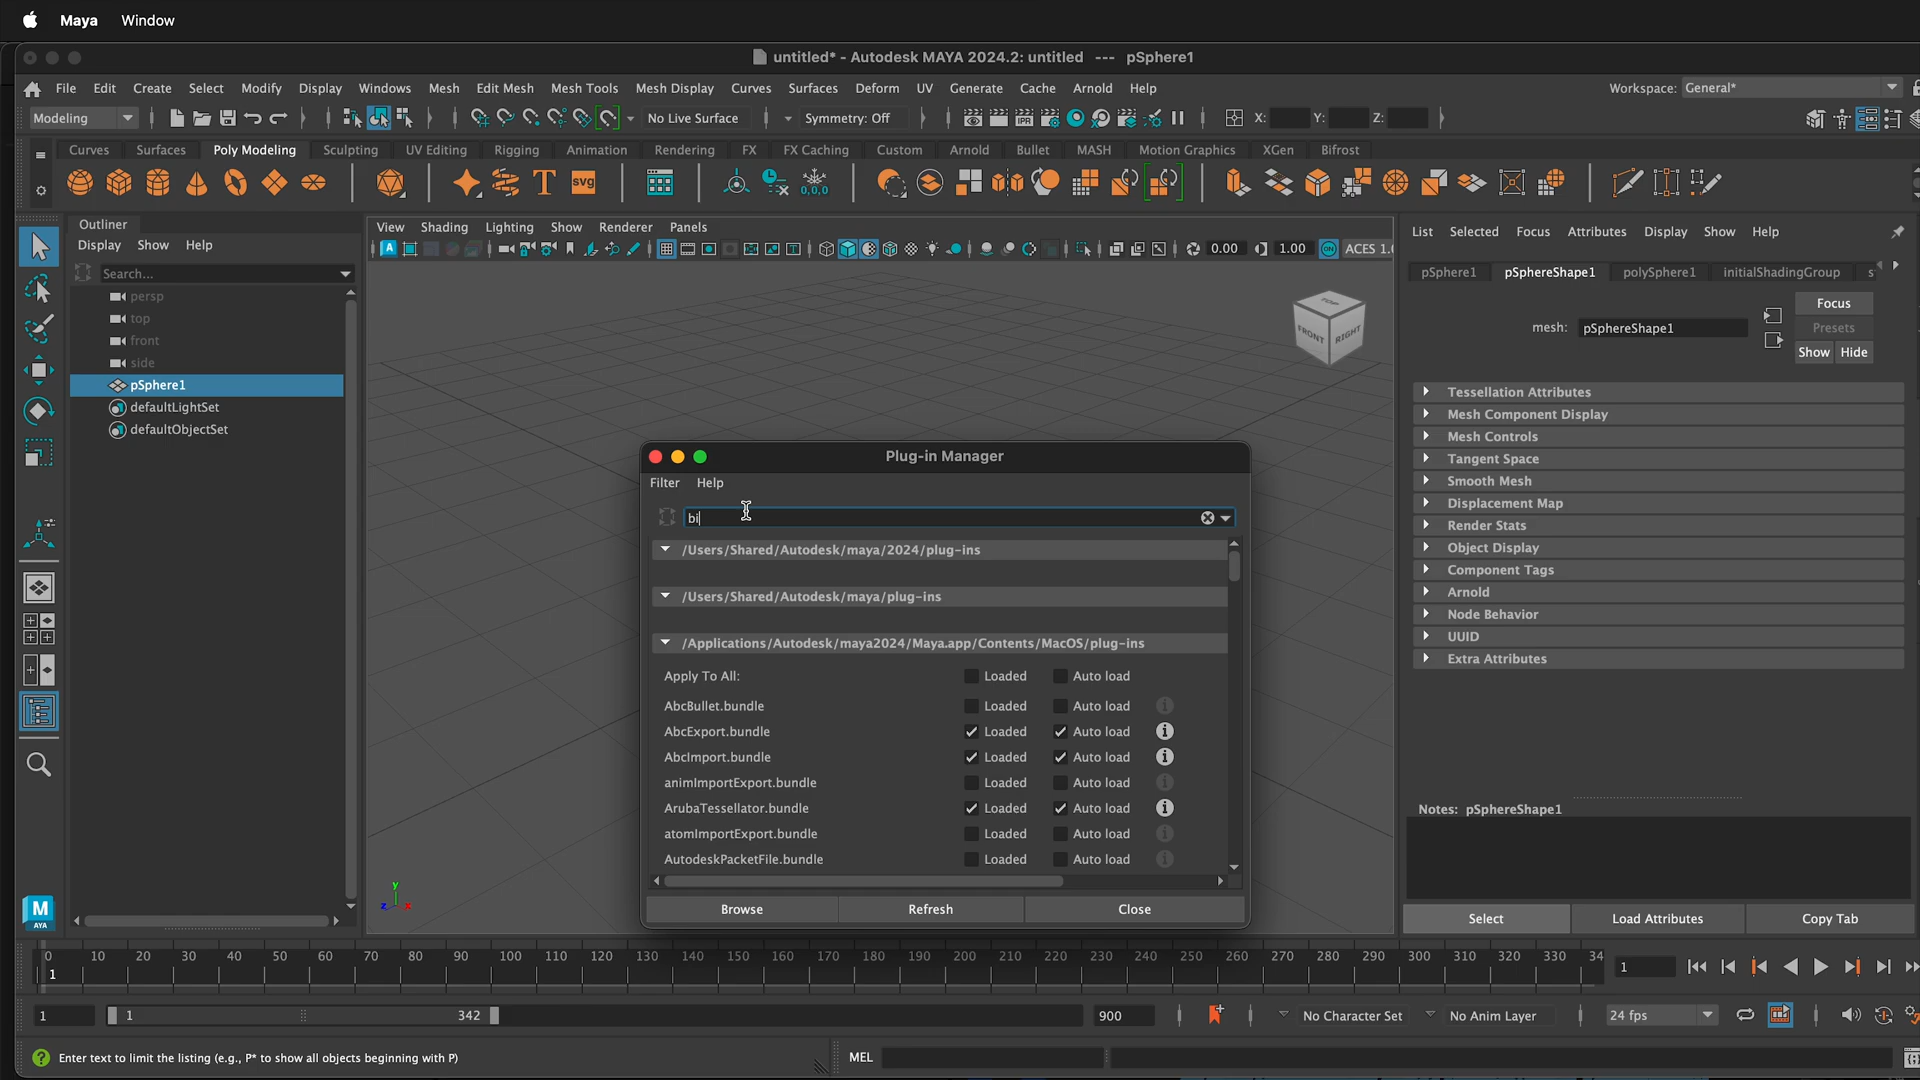 Maya Window
untitled* - Autodesk MAYA 2024.2: untitled --- pSphere1
File Edit Create Select Modify Display Windows Mesh Edit Mesh Mesh Tools Mesh Display Curves Surfaces Deform UV Generate Cache Arnold Help Workspace: General*
Modeling No Live Surface Symmetry: Off X: Y: Z:
Curves Surfaces Poly Modeling Sculpting UV Editing Rigging Animation Rendering FX FX Caching Custom Arnold Bullet MASH Motion Graphics XGen Bifrost
T svg 0,0,0
Outliner
Display Show Help
Search...
persp
top
front
side
pSphere1
defaultLightSet
defaultObjectSet
View Shading Lighting Show Renderer Panels
0.00 1.00 ON ACES 1.
TOP
FRONT RIGHT
List Selected Focus Attributes Display Show Help
pSphere1 pSphereShape1 polySphere1 initialShadingGroup s
Focus
mesh: pSphereShape1 Presets
Show Hide
Tessellation Attributes
Mesh Component Display
Mesh Controls
Tangent Space
Smooth Mesh
Displacement Map
Render Stats
Object Display
Component Tags
Arnold
Node Behavior
UUID
Extra Attributes
Notes: pSphereShape1
Select Load Attributes Copy Tab
Plug-in Manager
Filter Help
bi
/Users/Shared/Autodesk/maya/2024/plug-ins
/Users/Shared/Autodesk/maya/plug-ins
/Applications/Autodesk/maya2024/Maya.app/Contents/MacOS/plug-ins
Apply To All: Loaded Auto load
AbcBullet.bundle Loaded Auto load
AbcExport.bundle Loaded Auto load
AbcImport.bundle Loaded Auto load
animImportExport.bundle Loaded Auto load
ArubaTessellator.bundle Loaded Auto load
atomImportExport.bundle Loaded Auto load
AutodeskPacketFile.bundle Loaded Auto load
Browse Refresh Close
y
z x
M
AYA
0 10 20 30 40 50 60 70 80 90 100 110 120 130 140 150 160 170 180 190 200 210 220 230 240 250 260 270 280 290 300 310 320 330 34
1 1
1 1 342 900 No Character Set No Anim Layer 24 fps
Enter text to limit the listing (e.g., P* to show all objects beginning with P) MEL